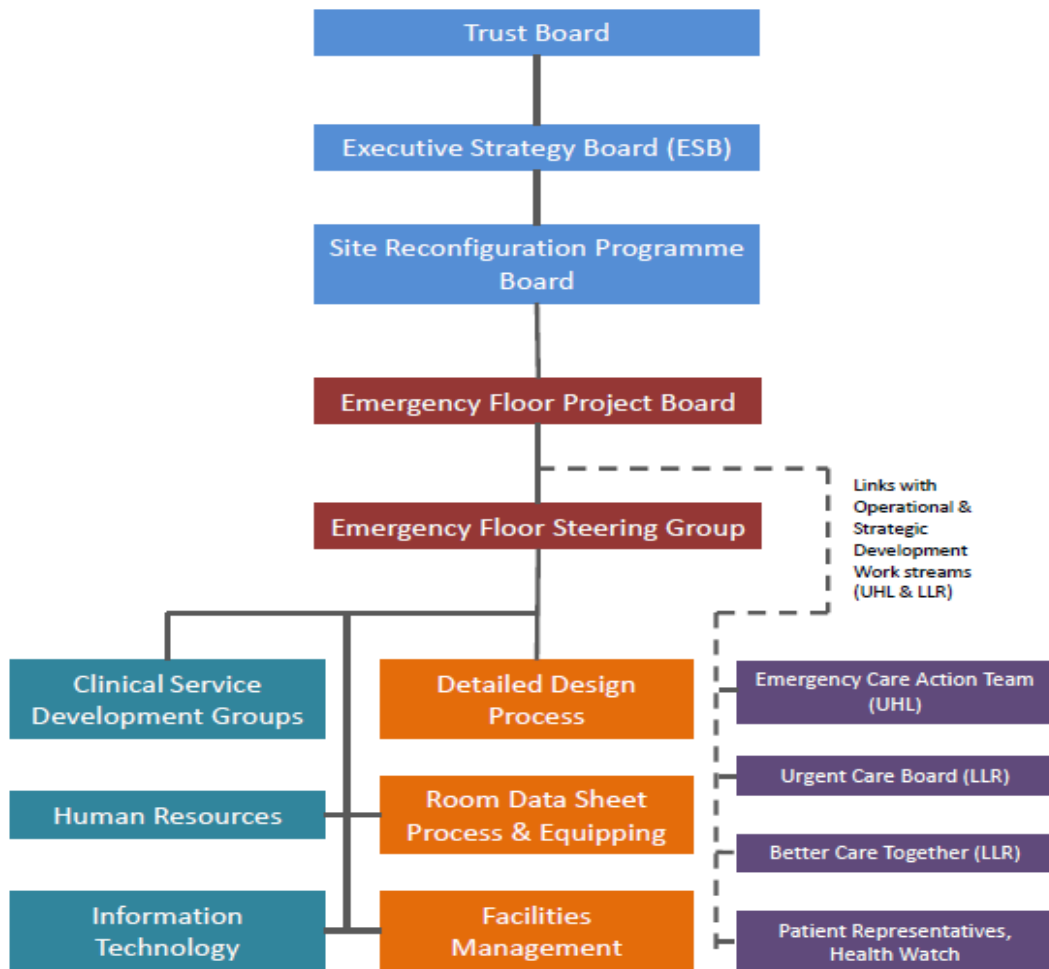 Trust Board
Executive Strategy Board (ESB)
Site Reconfiguration Programme
Board
Emergency Floor Project Board
Links with
Operational &
Strategic
Development
Work streams
(UHL & LLR)
Emergency Floor Steering Group
Clinical Service
Development Groups
Detailed Design
Process
Emergency Care Action Team
(UHL)
Human Resources
Room Data Sheet
Process & Equipping
Urgent Care Board (LLR)
Better Care Together (LLR)
Information
Technology
Facilities
Management
Patient Representatives,
Health Watch